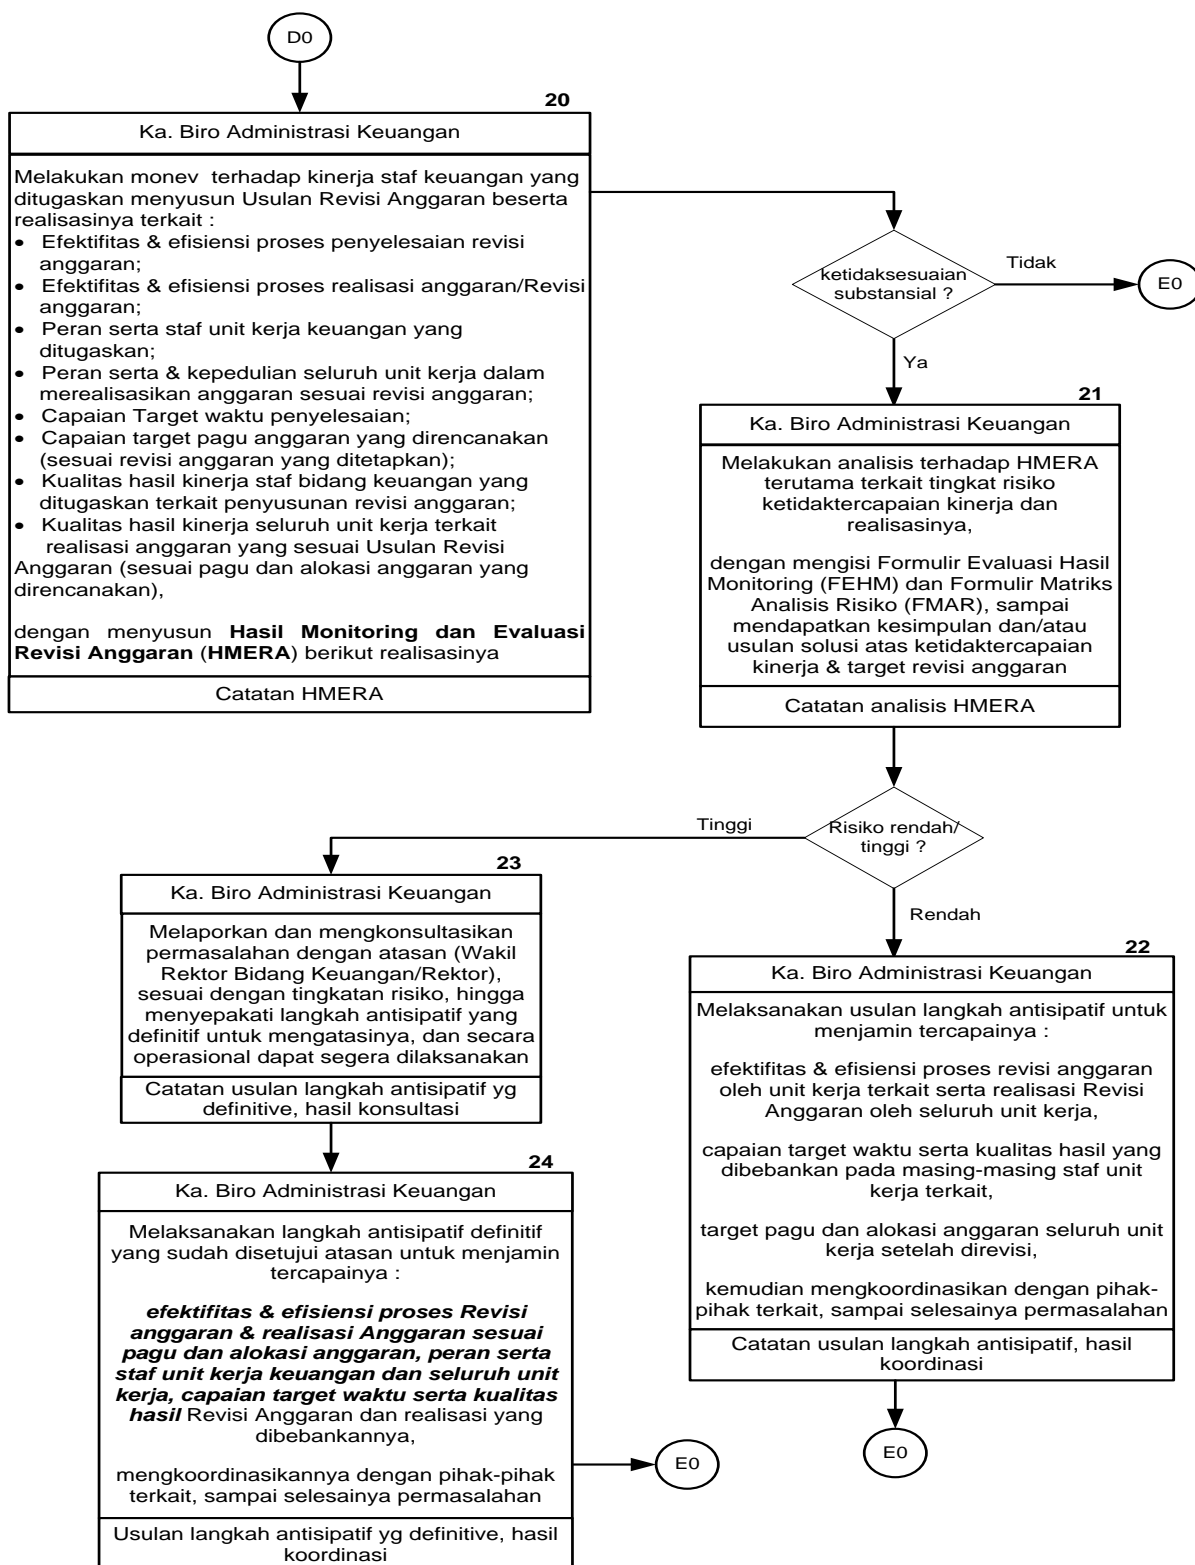 D0
20
Ka. Biro Administrasi Keuangan
Melakukan monev  terhadap kinerja staf keuangan yang
ditugaskan menyusun Usulan Revisi Anggaran beserta
realisasinya terkait :
• Efektifitas & efisiensi proses penyelesaian revisi
anggaran;
• Efektifitas & efisiensi proses realisasi anggaran/Revisi
anggaran;
• Peran serta staf unit kerja keuangan yang
ditugaskan;
• Peran serta & kepedulian seluruh unit kerja dalam
merealisasikan anggaran sesuai revisi anggaran;
• Capaian Target waktu penyelesaian;
• Capaian target pagu anggaran yang direncanakan
(sesuai revisi anggaran yang ditetapkan);
• Kualitas hasil kinerja staf bidang keuangan yang
ditugaskan terkait penyusunan revisi anggaran;
• Kualitas hasil kinerja seluruh unit kerja terkait
realisasi anggaran yang sesuai Usulan Revisi
Anggaran (sesuai pagu dan alokasi anggaran yang
direncanakan),
dengan menyusun Hasil Monitoring dan Evaluasi
Revisi Anggaran (HMERA) berikut realisasinya
Catatan HMERA
ketidaksesuaian
substansial ?
Tidak
E0
Ya
21
Ka. Biro Administrasi Keuangan
Melakukan analisis terhadap HMERA
terutama terkait tingkat risiko
ketidaktercapaian kinerja dan
realisasinya,
dengan mengisi Formulir Evaluasi Hasil
Monitoring (FEHM) dan Formulir Matriks
Analisis Risiko (FMAR), sampai
mendapatkan kesimpulan dan/atau
usulan solusi atas ketidaktercapaian
kinerja & target revisi anggaran
Catatan analisis HMERA
Risiko rendah/
tinggi ?
Tinggi
Rendah
23
Ka. Biro Administrasi Keuangan
Melaporkan dan mengkonsultasikan
permasalahan dengan atasan (Wakil
Rektor Bidang Keuangan/Rektor),
sesuai dengan tingkatan risiko, hingga
menyepakati langkah antisipatif yang
definitif untuk mengatasinya, dan secara
operasional dapat segera dilaksanakan
Catatan usulan langkah antisipatif yg
definitive, hasil konsultasi
22
Ka. Biro Administrasi Keuangan
Melaksanakan usulan langkah antisipatif untuk
menjamin tercapainya :
efektifitas & efisiensi proses revisi anggaran
oleh unit kerja terkait serta realisasi Revisi
Anggaran oleh seluruh unit kerja,
capaian target waktu serta kualitas hasil yang
dibebankan pada masing-masing staf unit
kerja terkait,
target pagu dan alokasi anggaran seluruh unit
kerja setelah direvisi,
kemudian mengkoordinasikan dengan pihak-
pihak terkait, sampai selesainya permasalahan
Catatan usulan langkah antisipatif, hasil
koordinasi
E0
24
Ka. Biro Administrasi Keuangan
Melaksanakan langkah antisipatif definitif
yang sudah disetujui atasan untuk menjamin
tercapainya :
efektifitas & efisiensi proses Revisi
anggaran & realisasi Anggaran sesuai
pagu dan alokasi anggaran, peran serta
staf unit kerja keuangan dan seluruh unit
kerja, capaian target waktu serta kualitas
hasil Revisi Anggaran dan realisasi yang
dibebankannya,
mengkoordinasikannya dengan pihak-pihak
terkait, sampai selesainya permasalahan
Usulan langkah antisipatif yg definitive, hasil
koordinasi
E0